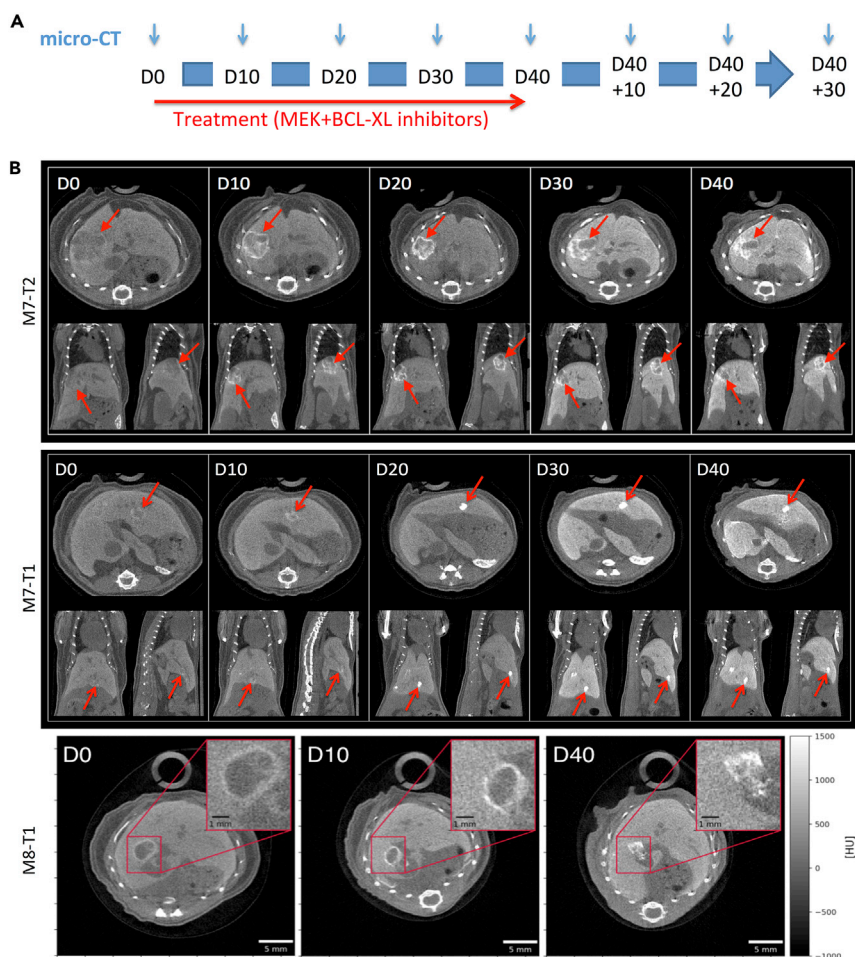 A
micro-CT
D0 D10 D20 D30 D40 D40 +10 D40 +20 D40 +30
Treatment (MEK+BCL-XL inhibitors)
B
M7-T2
D0 D10 D20 D30 D40
M7-T1
D0 D10 D20 D30 D40
M8-T1
D0 D10 D40
1 mm 1 mm 1 mm
5 mm 5 mm 5 mm
1500
1000
500
0
−500
−1000
[HU]